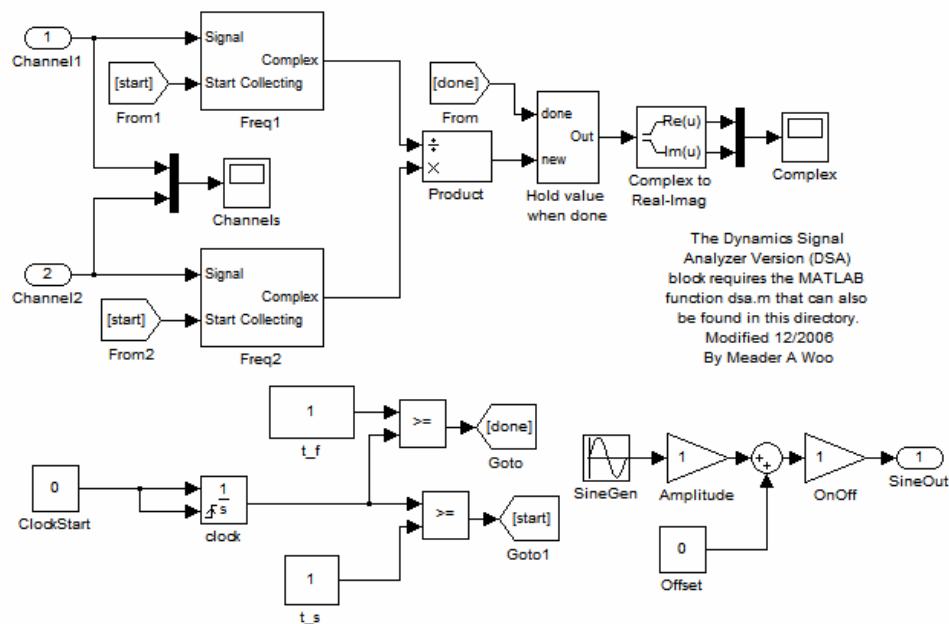 1
Channel1
[start]
From1
Signal
Complex
Start Collecting
Freq1
Channels
2
Channel2
[start]
From2
Signal
Complex
Start Collecting
Freq2
÷
×
Product
[done]
From
done
Out
new
Hold value
when done
Re(u)
Im(u)
Complex to
Real-Imag
Complex
The Dynamics Signal
Analyzer Version (DSA)
block requires the MATLAB
function dsa.m that can also
be found in this directory.
Modified 12/2006
By Meader A Woo
1
t_f
>=
[done]
Goto
0
ClockStart
1
s
clock
>=
[start]
Goto1
1
t_s
SineGen
1
Amplitude
+
+
1
OnOff
1
SineOut
0
Offset